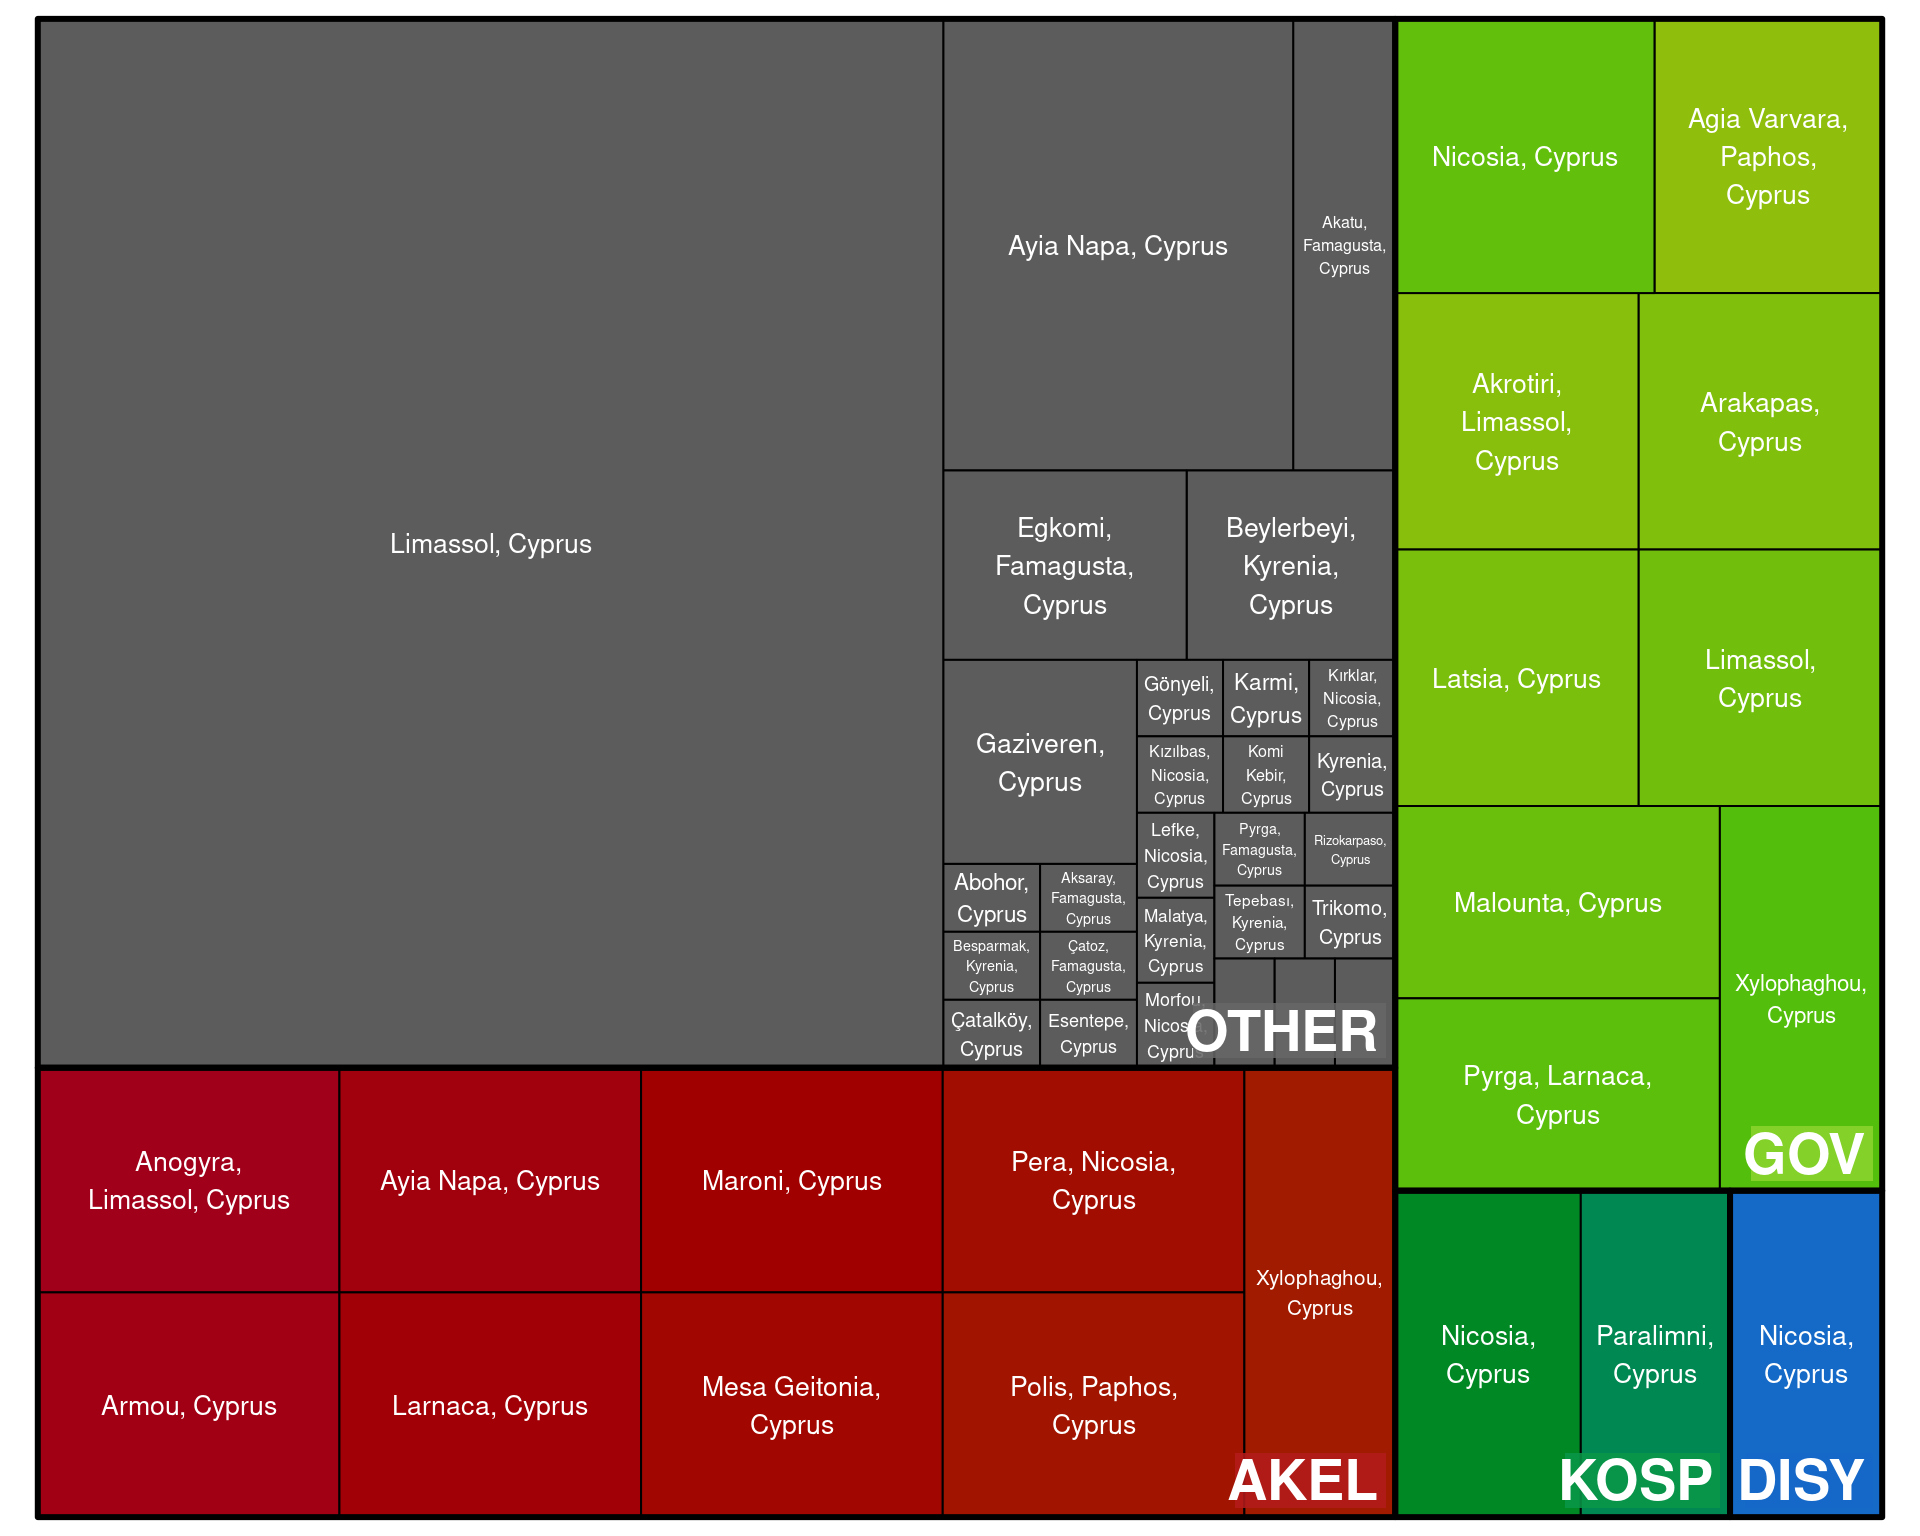 Limassol, Cyprus
Ayia Napa, Cyprus
Akatu,
Famagusta,
Cyprus
Egkomi,
Famagusta,
Cyprus
Beylerbeyi,
Kyrenia,
Cyprus
Gaziveren,
Cyprus
Gönyeli,
Cyprus
Karmi,
Cyprus
Kırklar,
Nicosia,
Cyprus
Kızılbas,
Nicosia,
Cyprus
Komi
Kebir,
Cyprus
Kyrenia,
Cyprus
Lefke,
Nicosia,
Cyprus
Pyrga,
Famagusta,
Cyprus
Rizokarpaso,
Cyprus
Abohor,
Cyprus
Aksaray,
Famagusta,
Cyprus
Malatya,
Kyrenia,
Cyprus
Tepebası,
Kyrenia,
Cyprus
Trikomo,
Cyprus
Besparmak,
Kyrenia,
Cyprus
Çatoz,
Famagusta,
Cyprus
Çatalköy,
Cyprus
Esentepe,
Cyprus
Morfou,
Nicosia,
Cyprus
OTHER
Anogyra,
Limassol, Cyprus
Ayia Napa, Cyprus
Maroni, Cyprus
Pera, Nicosia,
Cyprus
Xylophaghou,
Cyprus
Armou, Cyprus
Larnaca, Cyprus
Mesa Geitonia,
Cyprus
Polis, Paphos,
Cyprus
AKEL
Nicosia, Cyprus
Agia Varvara,
Paphos,
Cyprus
Akrotiri,
Limassol,
Cyprus
Arakapas,
Cyprus
Latsia, Cyprus
Limassol,
Cyprus
Malounta, Cyprus
Xylophaghou,
Cyprus
Pyrga, Larnaca,
Cyprus
GOV
Nicosia,
Cyprus
Paralimni,
Cyprus
KOSP
Nicosia,
Cyprus
DISY